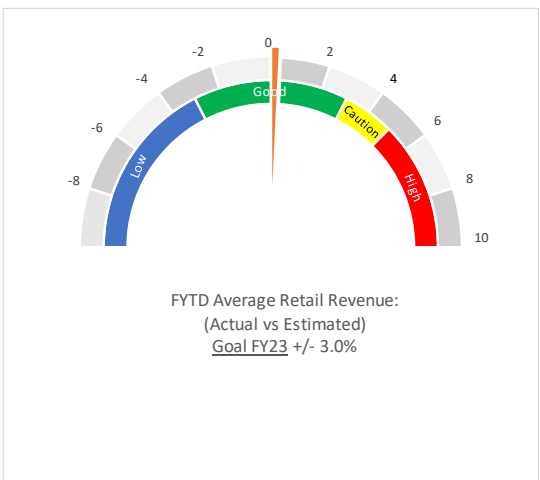 0
-2
2
-4
4
Good
Caution
-6
6
Low
High
-8
8
10
FYTD Average Retail Revenue:
(Actual vs Estimated)
Goal FY23 +/- 3.0%